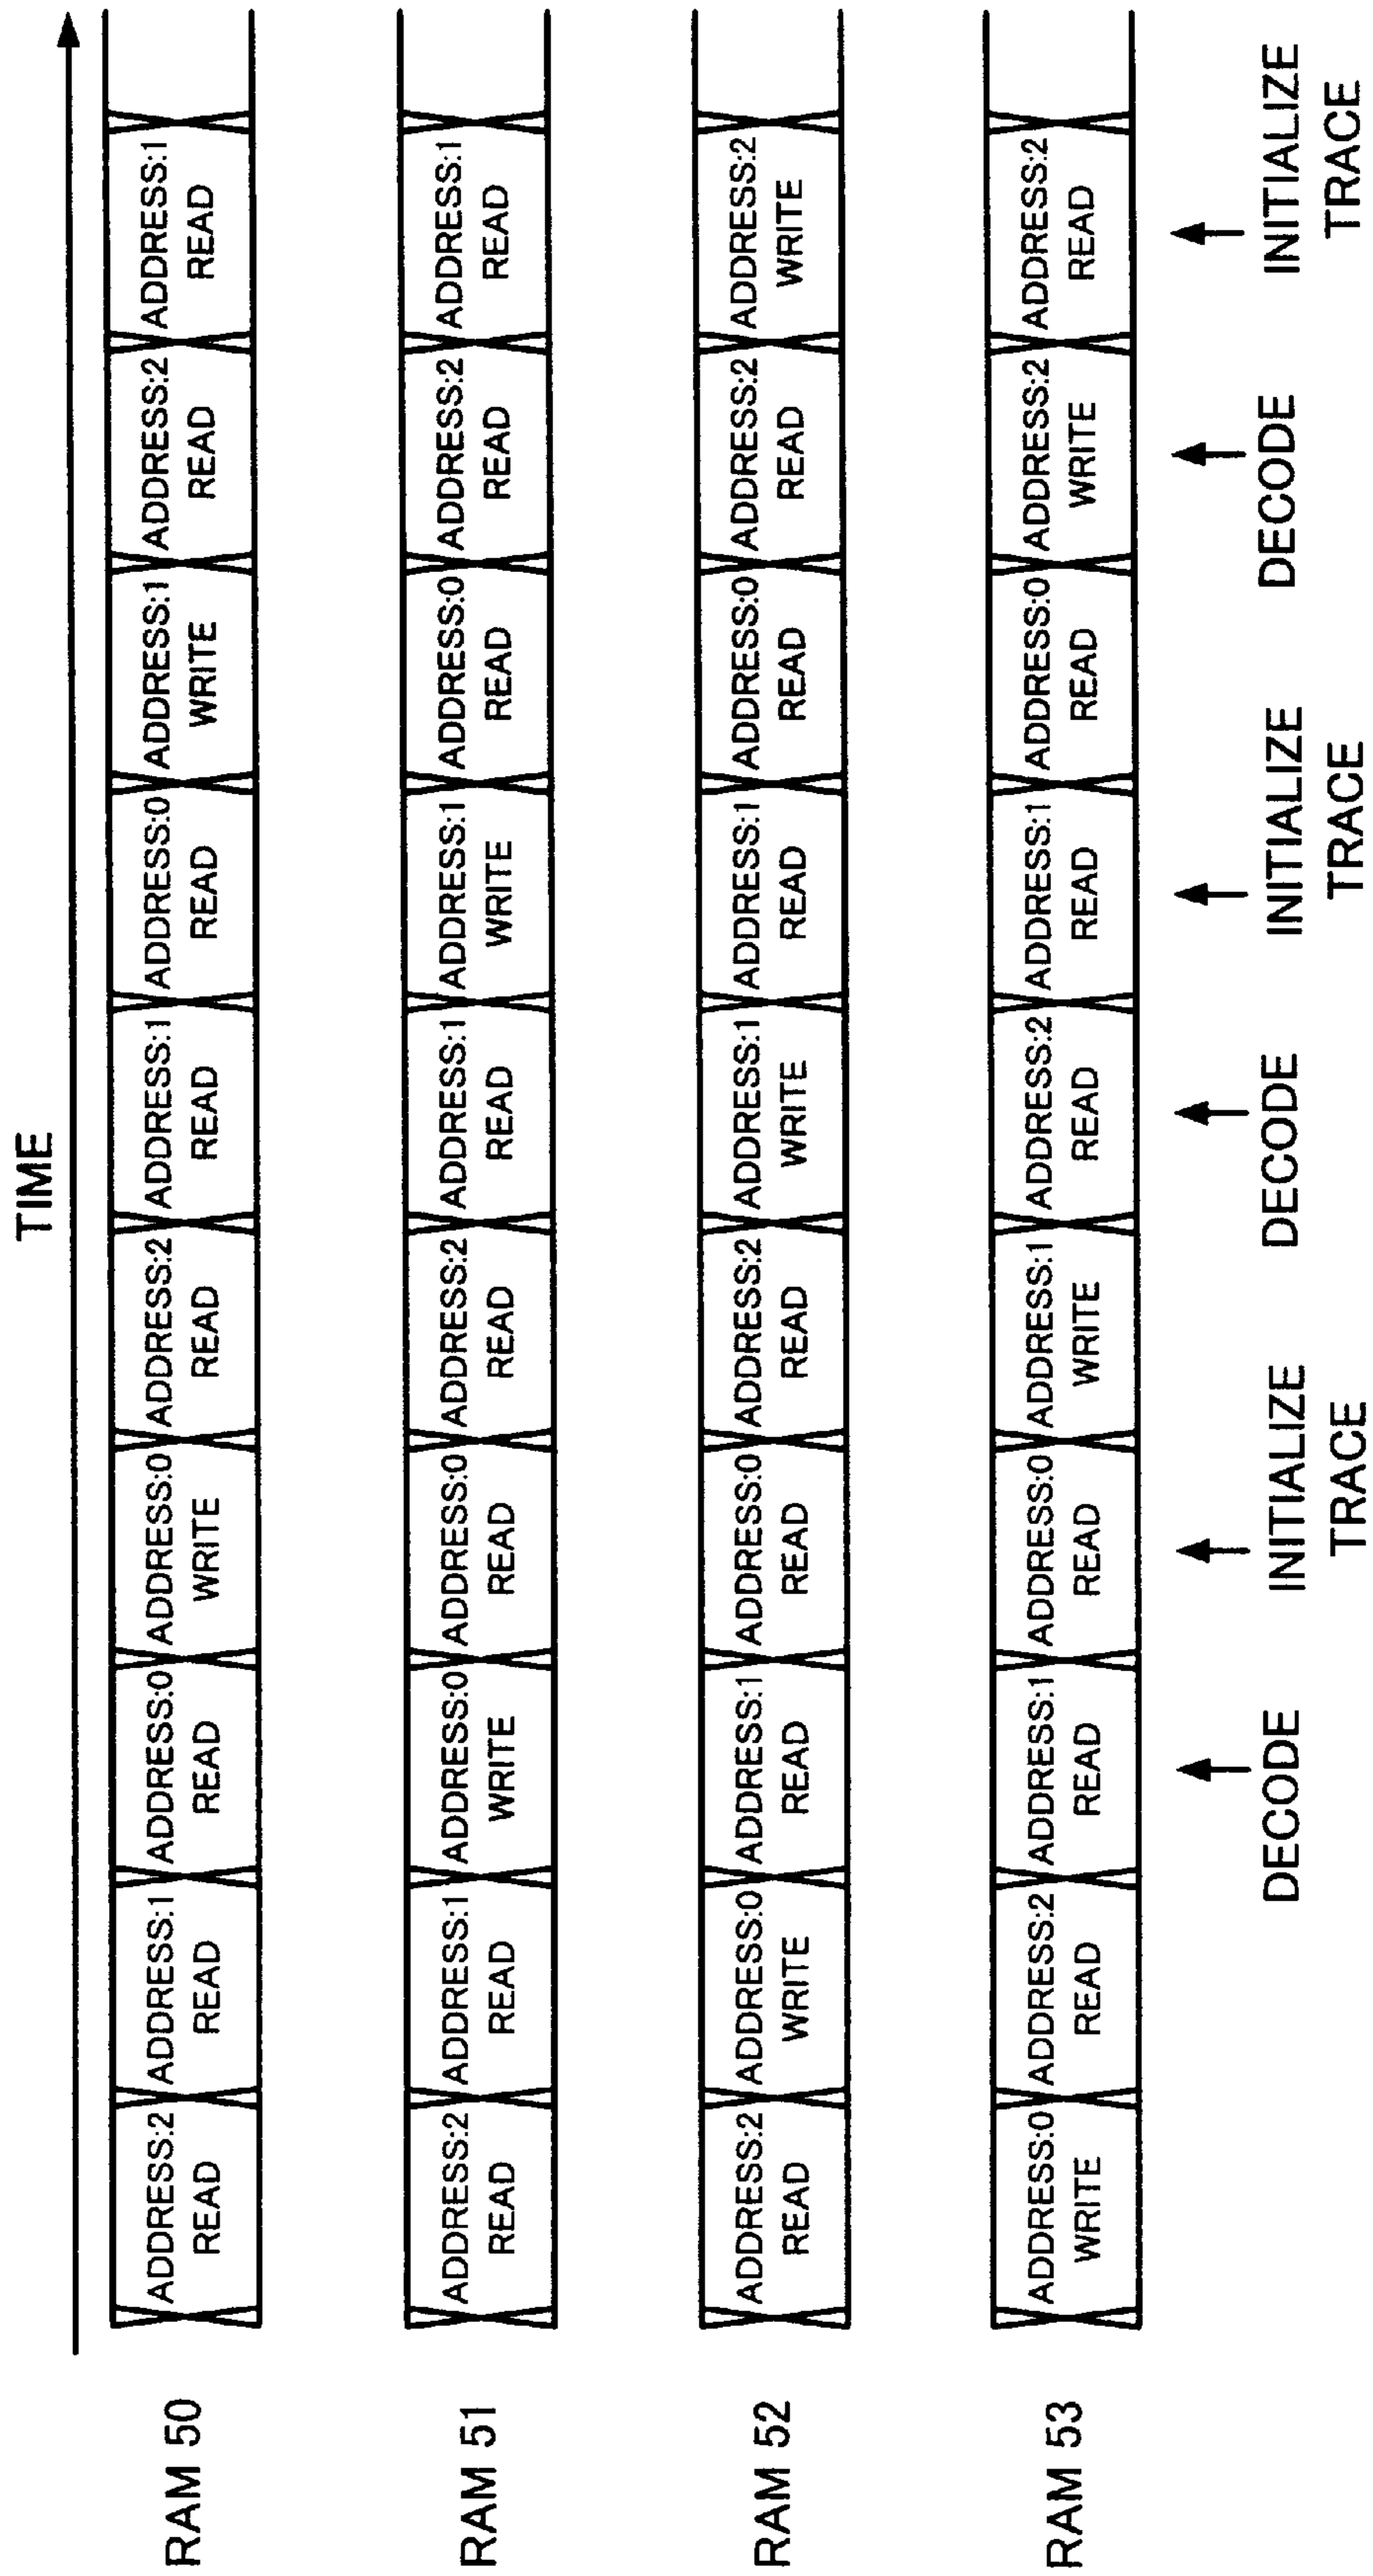 TIME
RAM 50
ADDRESS:2 ADDRESS:1 ADDRESS:0 ADDRESS:0 ADDRESS:2 ADDRESS:1 ADDRESS:0 ADDRESS:1 ADDRESS:2 ADDRESS:1
READ READ READ WRITE READ READ READ WRITE READ READ
RAM 51
ADDRESS:2 ADDRESS:1 ADDRESS:0 ADDRESS:0 ADDRESS:2 ADDRESS:1 ADDRESS:1 ADDRESS:0 ADDRESS:2 ADDRESS:1
READ READ WRITE READ READ READ WRITE READ READ READ
RAM 52
ADDRESS:2 ADDRESS:0 ADDRESS:1 ADDRESS:0 ADDRESS:2 ADDRESS:1 ADDRESS:1 ADDRESS:0 ADDRESS:2 ADDRESS:2
READ WRITE READ READ READ WRITE READ READ READ WRITE
RAM 53
ADDRESS:0 ADDRESS:2 ADDRESS:1 ADDRESS:0 ADDRESS:1 ADDRESS:2 ADDRESS:1 ADDRESS:0 ADDRESS:2 ADDRESS:2
WRITE READ READ READ WRITE READ READ READ WRITE READ
DECODE INITIALIZE DECODE INITIALIZE DECODE INITIALIZE
TRACE TRACE TRACE